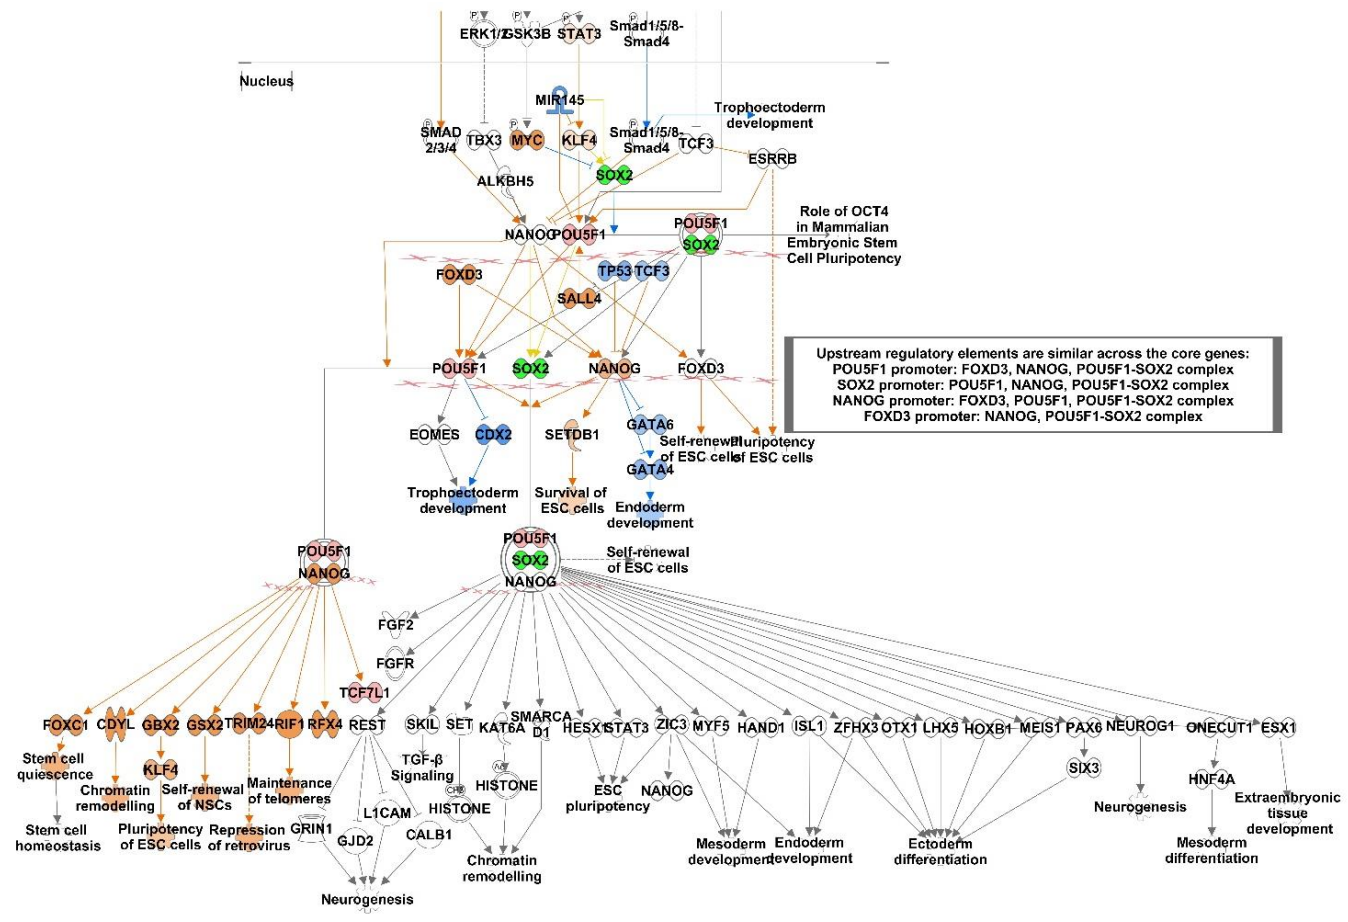 P
P
P
ERK1/2
GSK3B
STAT3
Smad1/5/8-
Smad4
Nucleus
MIR145
Trophoectoderm
development
P
P
P
SMAD
2/3/4
TBX3
MYC
KLF4
Smad1/5/8-
Smad4
TCF3
ESRRB
SOX2
ALKBH5
NANOG
POU5F1
POU5F1
SOX2
Role of OCT4
in Mammalian
Embryonic Stem
Cell Pluripotency
FOXD3
TP53
TCF3
SALL4
POU5F1
SOX2
NANOG
FOXD3
Upstream regulatory elements are similar across the core genes:
POU5F1 promoter: FOXD3, NANOG, POU5F1-SOX2 complex
SOX2 promoter: POU5F1, NANOG, POU5F1-SOX2 complex
NANOG promoter: FOXD3, POU5F1, POU5F1-SOX2 complex
FOXD3 promoter: NANOG, POU5F1-SOX2 complex
EOMES
CDX2
SETDB1
GATA6
Self-renewal
of ESC cells
Pluripotency
of ESC cells
GATA4
Trophoectoderm
development
Survival of
ESC cells
Endoderm
development
POU5F1
NANOG
POU5F1
SOX2
NANOG
Self-renewal
of ESC cells
FGF2
FGFR
TCF7L1
FOXC1
CDYL
GBX2
GSX2
TRIM24
RIF1
RFX4
REST
SKIL
SET
KAT6A
SMARCA
D1
HESX1
STAT3
ZIC3
MYF5
HAND1
ISL1
ZFHX3
OTX1
LHX5
HOXB1
MEIS1
PAX6
NEUROG1
ONECUT1
ESX1
Stem cell
quiescence
KLF4
TGF-β
Signaling
SIX3
HNF4A
Chromatin
remodelling
Self-renewal
of NSCs
Maintenance
of telomeres
HISTONE
HISTONE
ESC
pluripotency
NANOG
Neurogenesis
Extraembryonic
tissue
development
Stem cell
homeostasis
Pluripotency
of ESC cells
Repression
of retrovirus
GRIN1
GJD2
L1CAM
CALB1
Chromatin
remodelling
Mesoderm
development
Endoderm
development
Ectoderm
differentiation
Mesoderm
differentiation
Neurogenesis